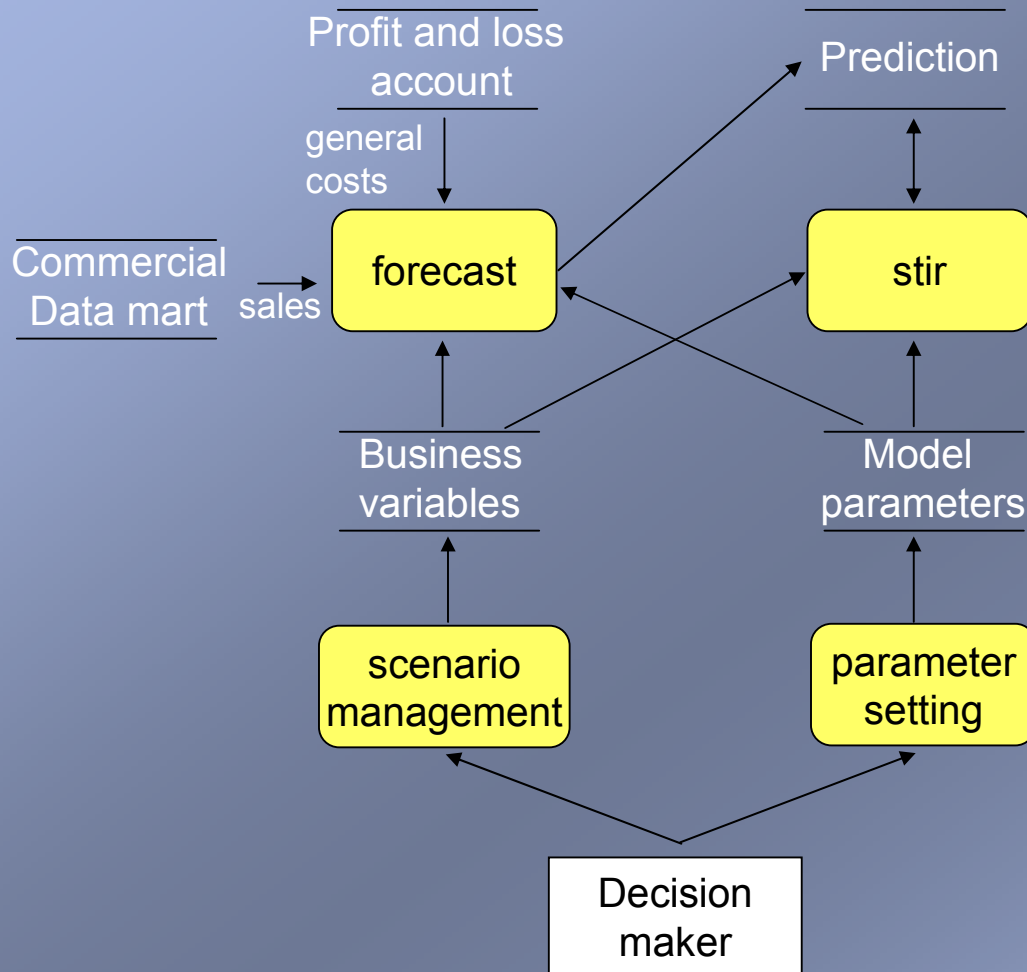 Profit and loss
account
Prediction
general
costs
Commercial
Data mart
sales
forecast
stir
Business
variables
Model
parameters
scenario
management
parameter
setting
Decision
maker